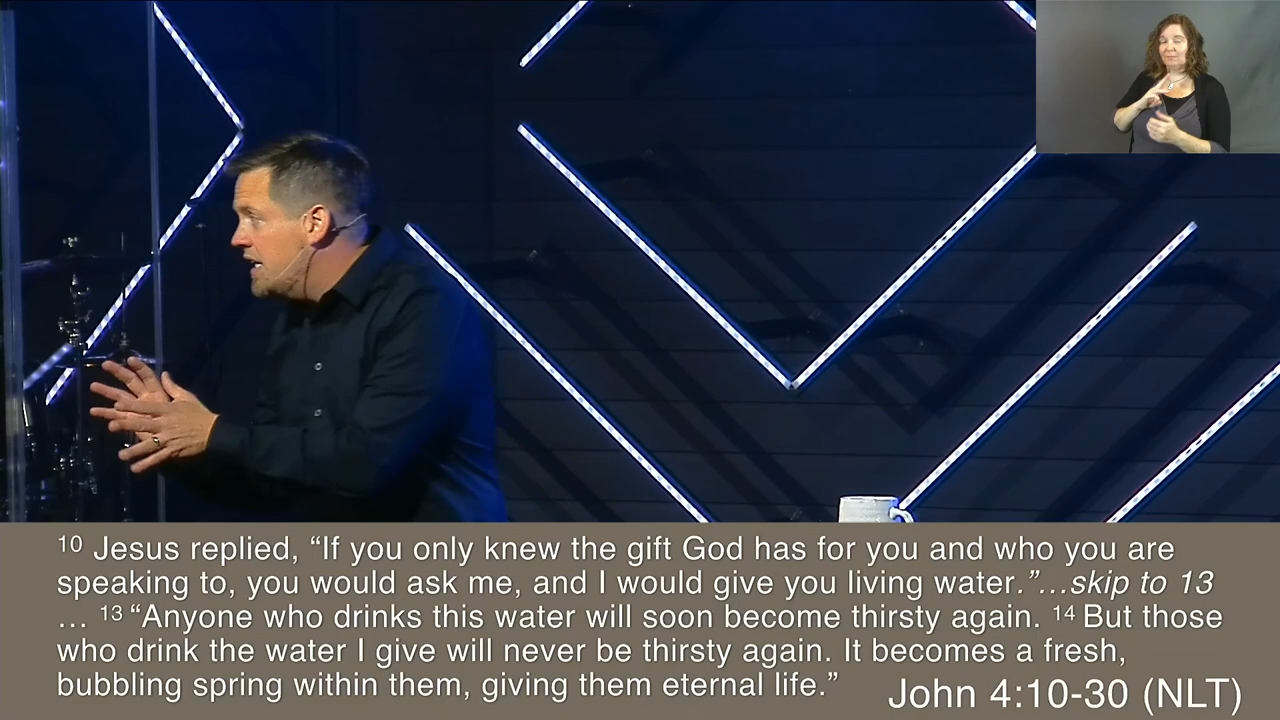 10 Jesus replied, “If you only knew the gift God has for you and who you are
speaking to, you would ask me, and I would give you living water.”...skip to 13
... 13 “Anyone who drinks this water will soon become thirsty again. 14 But those
who drink the water I give will never be thirsty again. It becomes a fresh,
bubbling spring within them, giving them eternal life.”
John 4:10-30 (NLT)